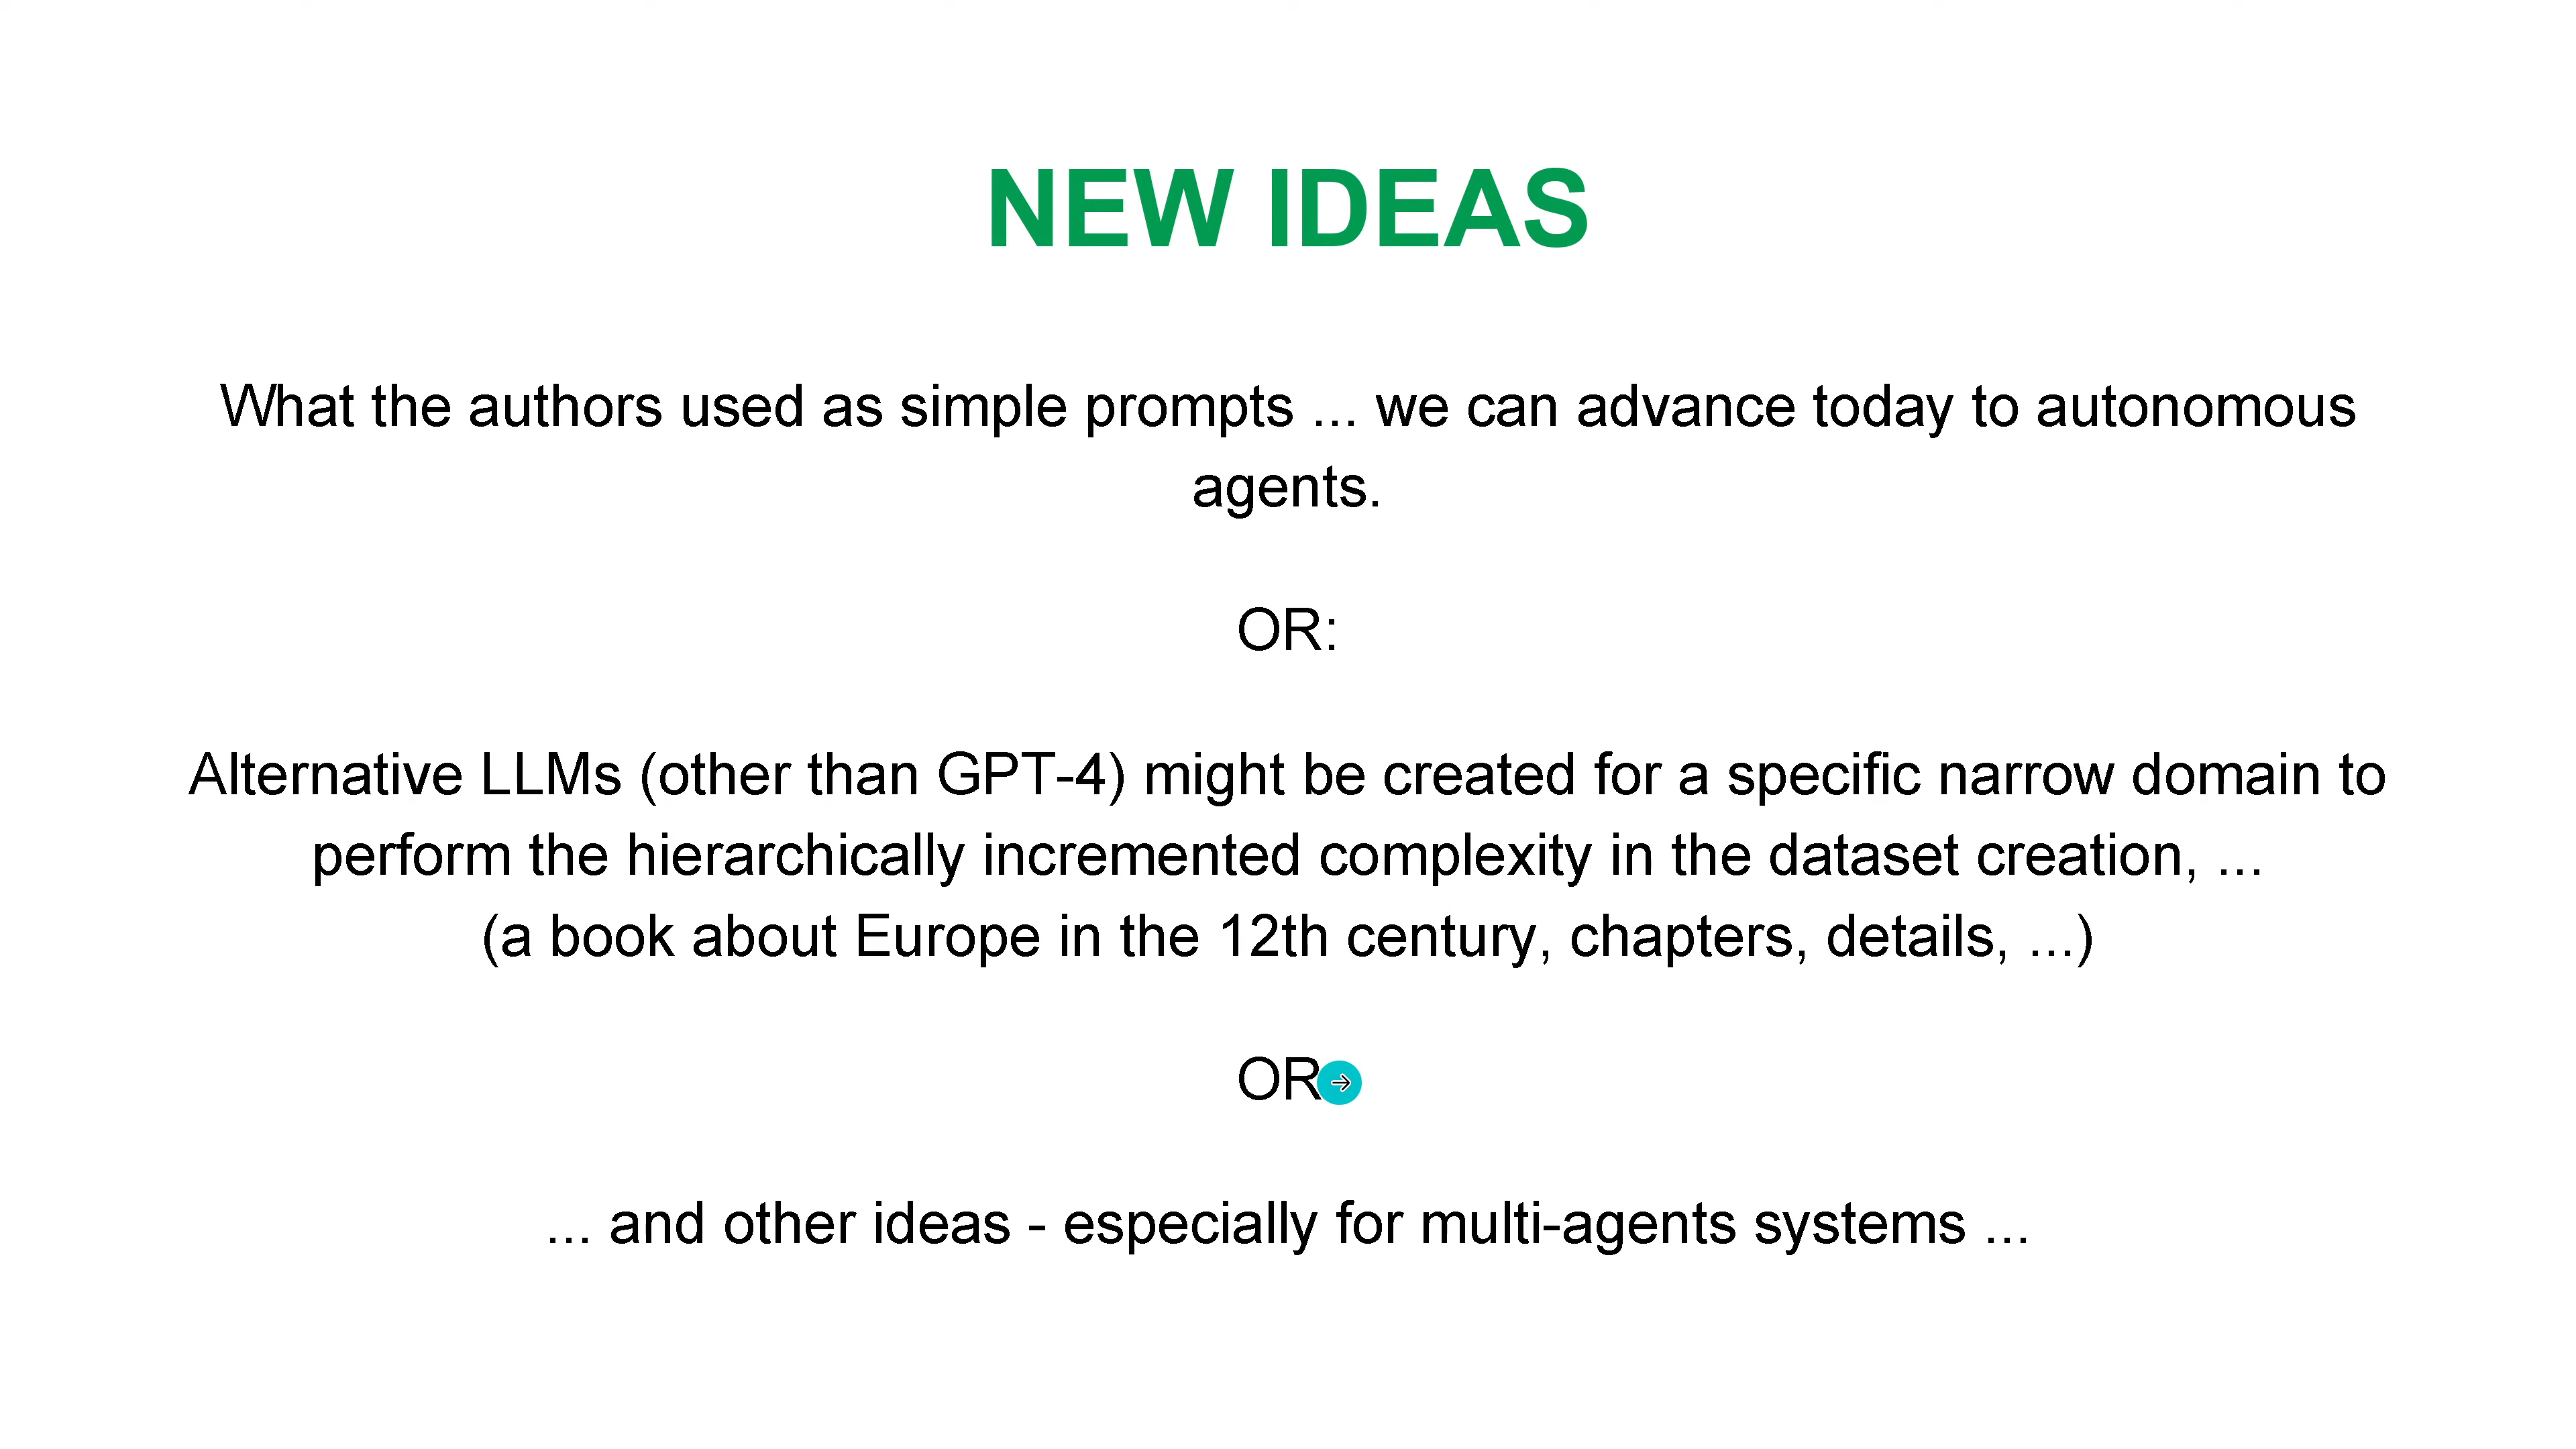 NEW IDEAS
What the authors used as simple prompts ... we can advance today to autonomous
agents.
OR:
Alternative LLMs (other than GPT-4) might be created for a specific narrow domain to
perform the hierarchically incremented complexity in the dataset creation, ...
(a book about Europe in the 12th century, chapters, details, ...)
OR
... and other ideas - especially for multi-agents systems ...